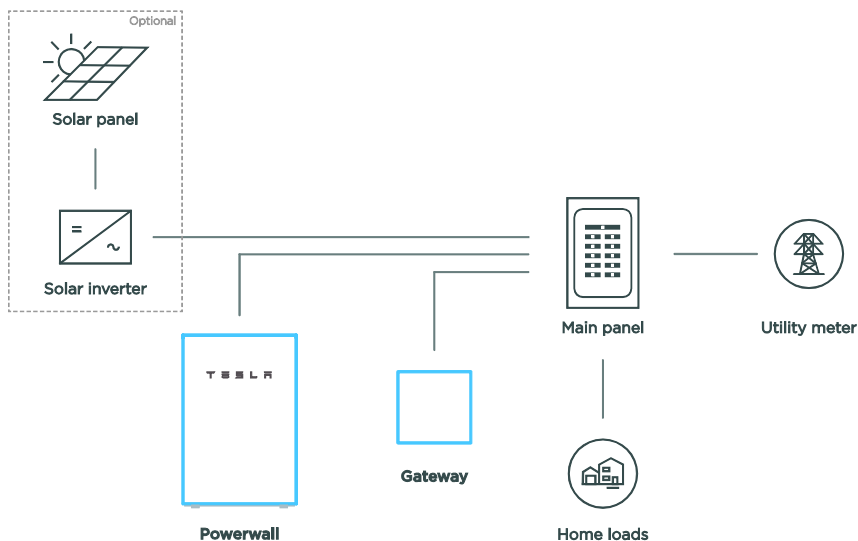 Optional
Solar panel
Solar inverter
TESLA
Powerwall
Gateway
Main panel
Utility meter
Home loads